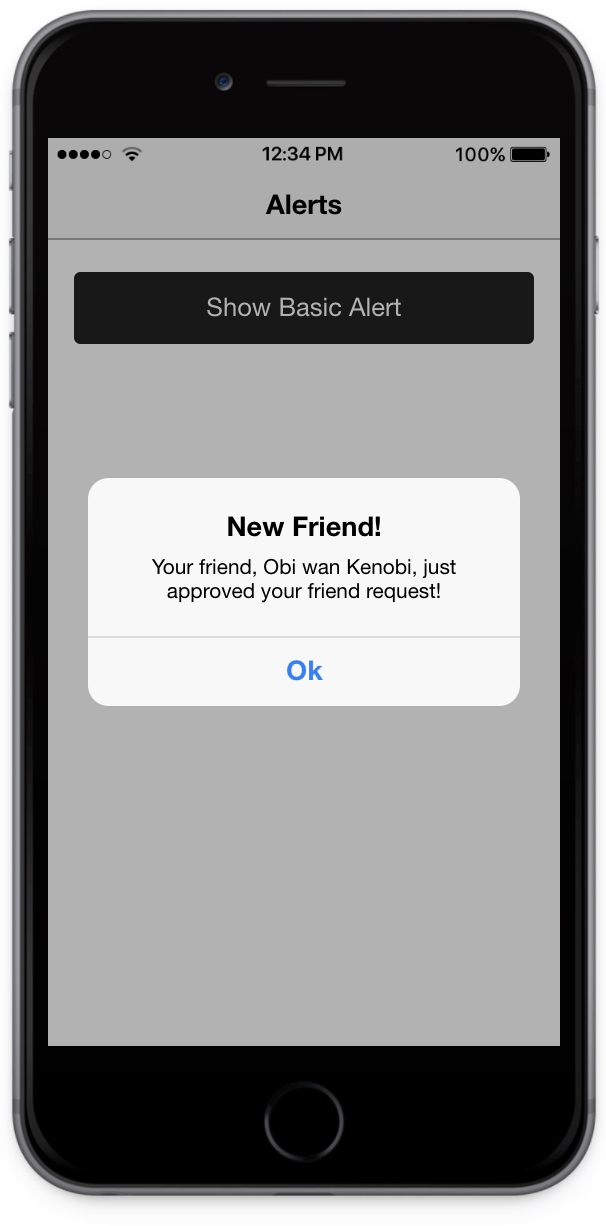 12:34 PM 100%
Alerts
Show Basic Alert
New Friend!
Your friend, Obi wan Kenobi, just
approved your friend request!
Ok